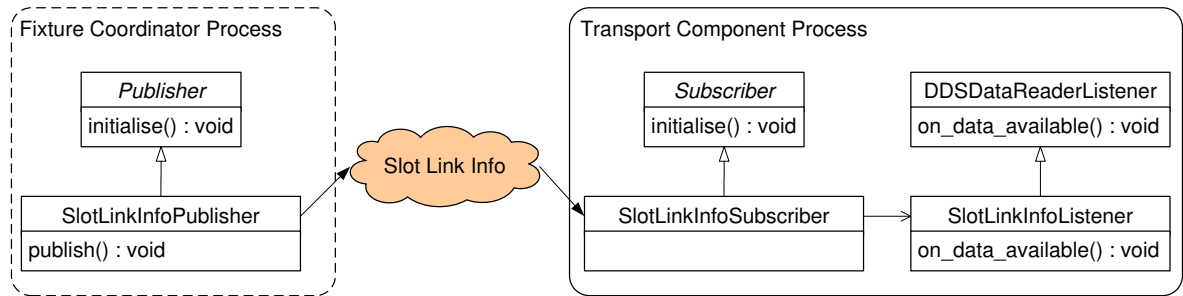 Fixture Coordinator Process
Publisher
initialise() : void
SlotLinkInfoPublisher
publish() : void
Slot Link Info
Transport Component Process
Subscriber
initialise() : void
SlotLinkInfoSubscriber
DDSDataReaderListener
on_data_available() : void
SlotLinkInfoListener
on_data_available() : void